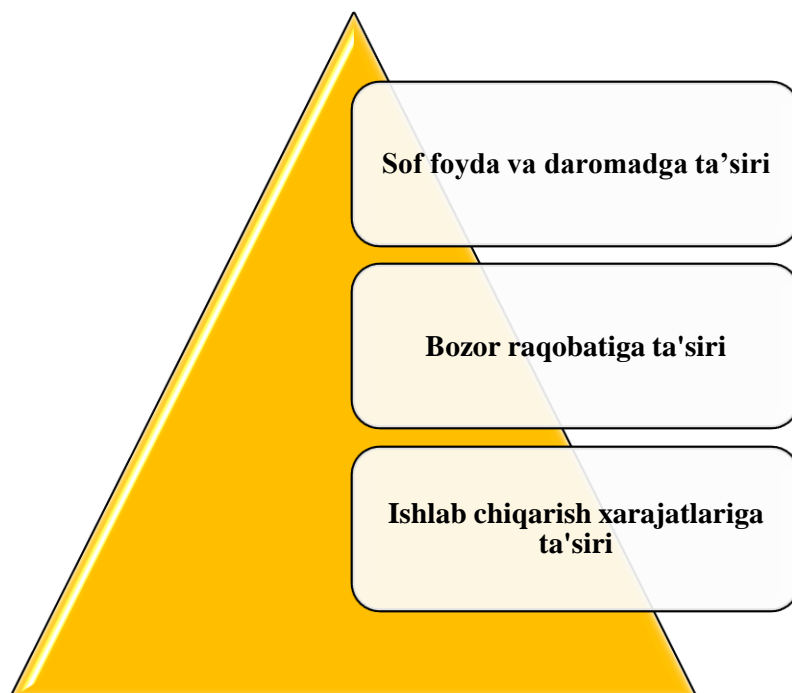 Sof foyda va daromadga ta’siri
Bozor raqobatiga ta'siri
Ishlab chiqarish xarajatlariga
ta'siri